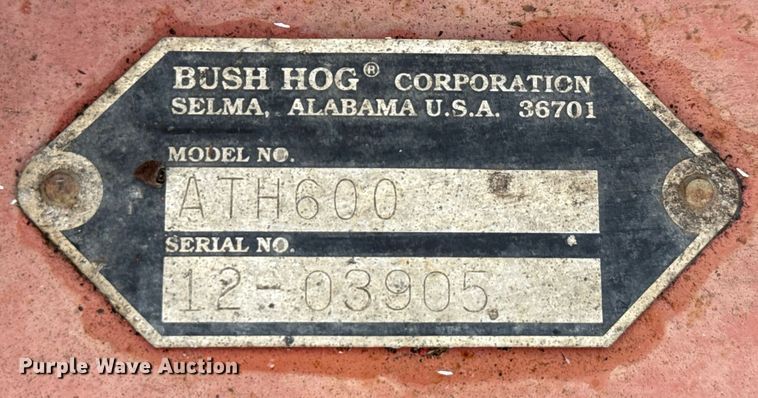 BUSH HOG® CORPORATION
SELMA, ALABAMA U.S.A. 36701
MODEL NO.
ATH600
SERIAL NO.
12-03905
Purple Wave Auction